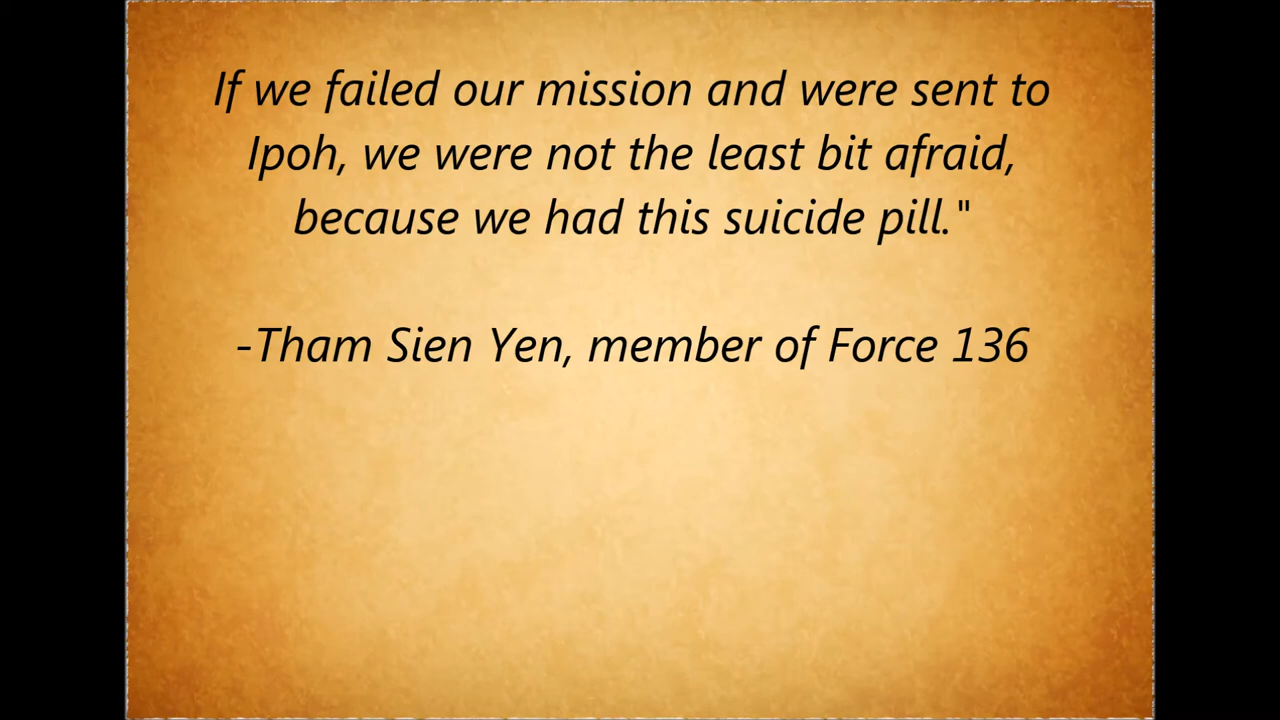 If we failed our mission and were sent to
Ipoh, we were not the least bit afraid,
because we had this suicide pill."
-Tham Sien Yen, member of Force 136